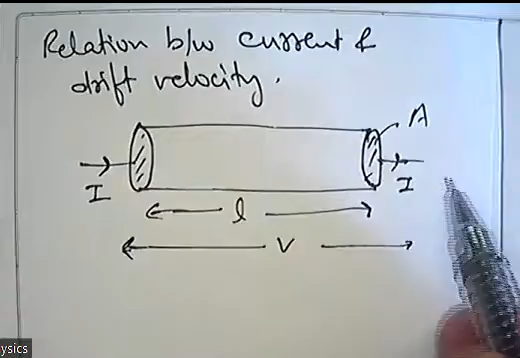 Relation b/w current &
drift velocity.
A
I
I
l
V
ysics